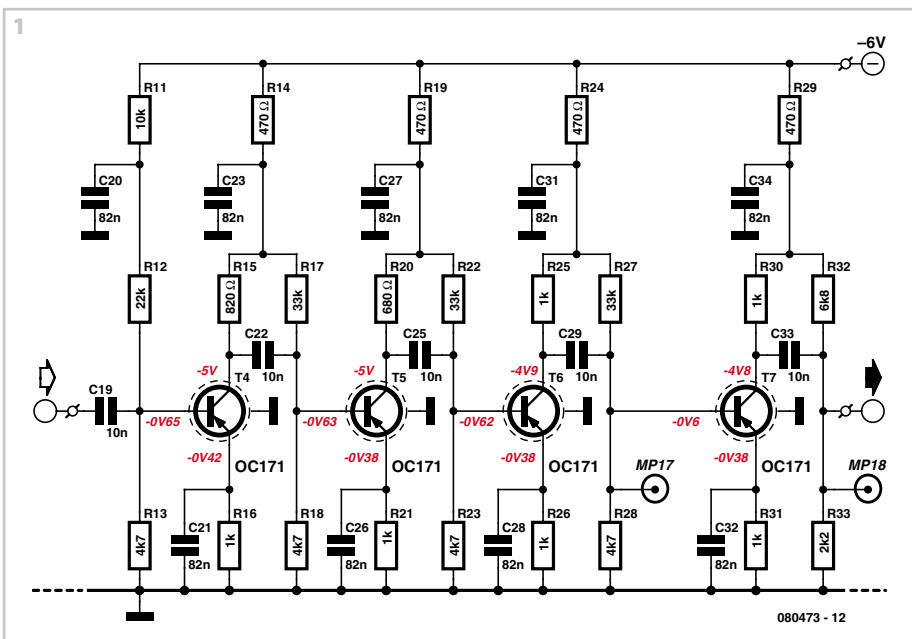 1
–6V
R11
10k
R14
470 Ω
R19
470 Ω
R24
470 Ω
R29
470 Ω
C20
82n
C23
82n
C27
82n
C31
82n
C34
82n
R12
22k
R15
820 Ω
R17
33k
R20
680 Ω
R22
33k
R25
1k
R27
33k
R30
1k
R32
6k8
C22
10n
C25
10n
C29
10n
C33
10n
C19
10n
-5V
T4
-5V
T5
-4V9
T6
-4V8
T7
-0V65
-0V63
-0V62
-0V6
-0V42
-0V38
-0V38
-0V38
OC171
OC171
OC171
OC171
MP17
MP18
R13
4k7
C21
82n
R16
1k
R18
4k7
C26
82n
R21
1k
R23
4k7
C28
82n
R26
1k
R28
4k7
C32
82n
R31
1k
R33
2k2
080473 - 12